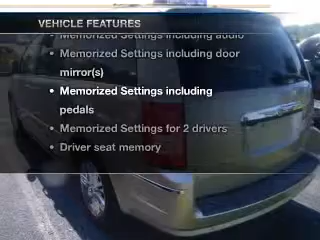 VEHICLE FEATURES
• Memorized Settings including audio
• Memorized Settings including door
mirror(s)
• Memorized Settings including
pedals
• Memorized Settings for 2 drivers
• Driver seat memory